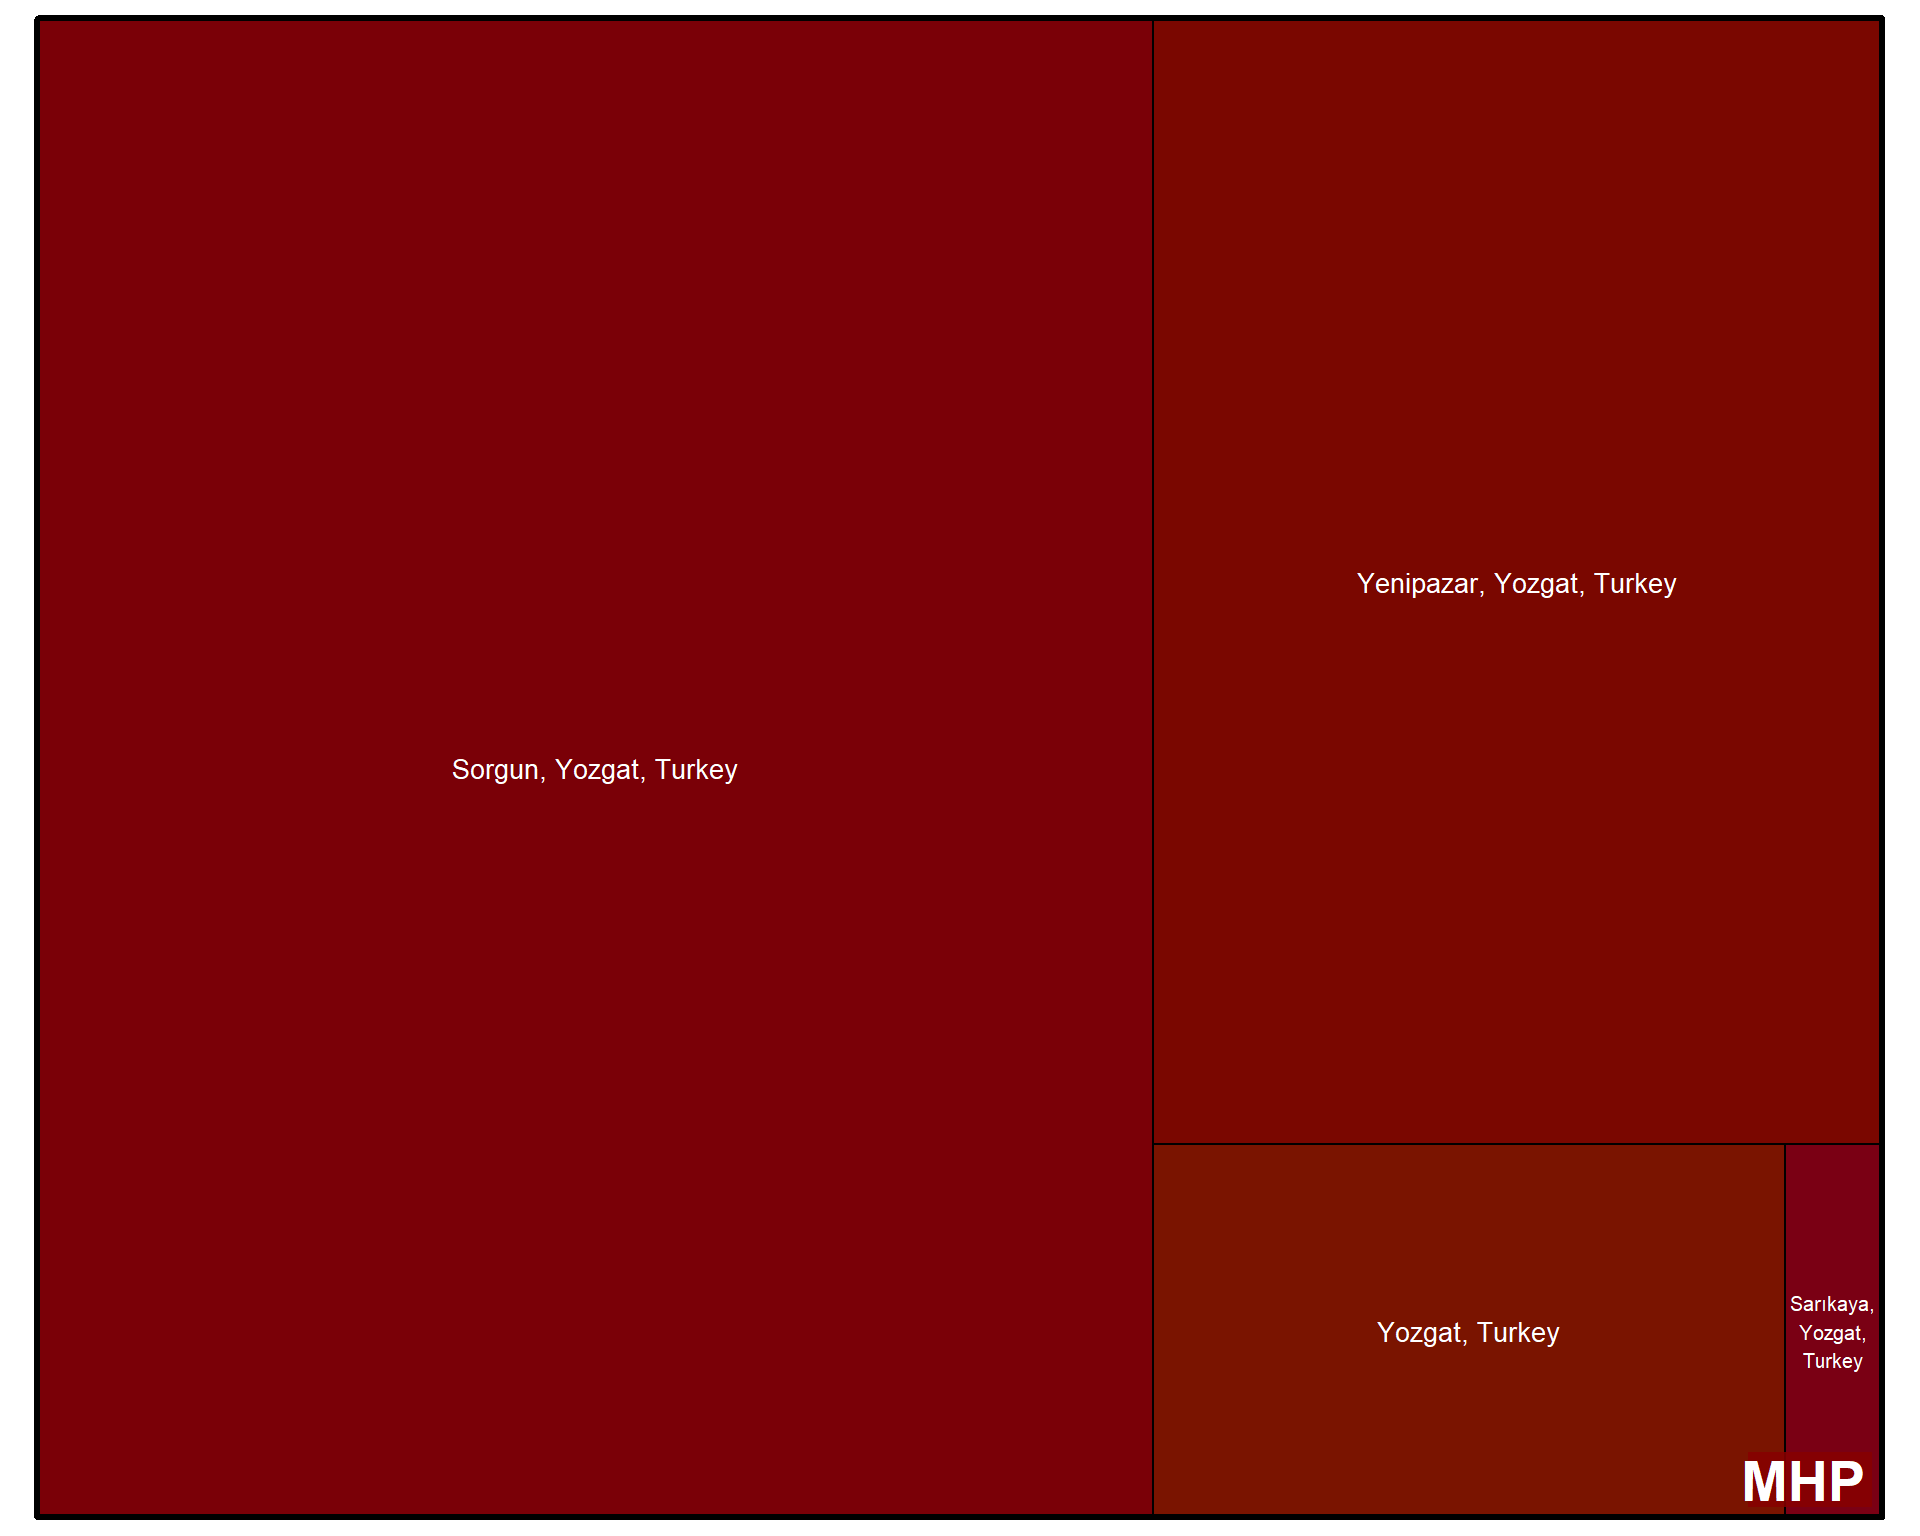 Sorgun, Yozgat, Turkey
Yenipazar, Yozgat, Turkey
Yozgat, Turkey
Sarıkaya,
Yozgat,
Turkey
MHP